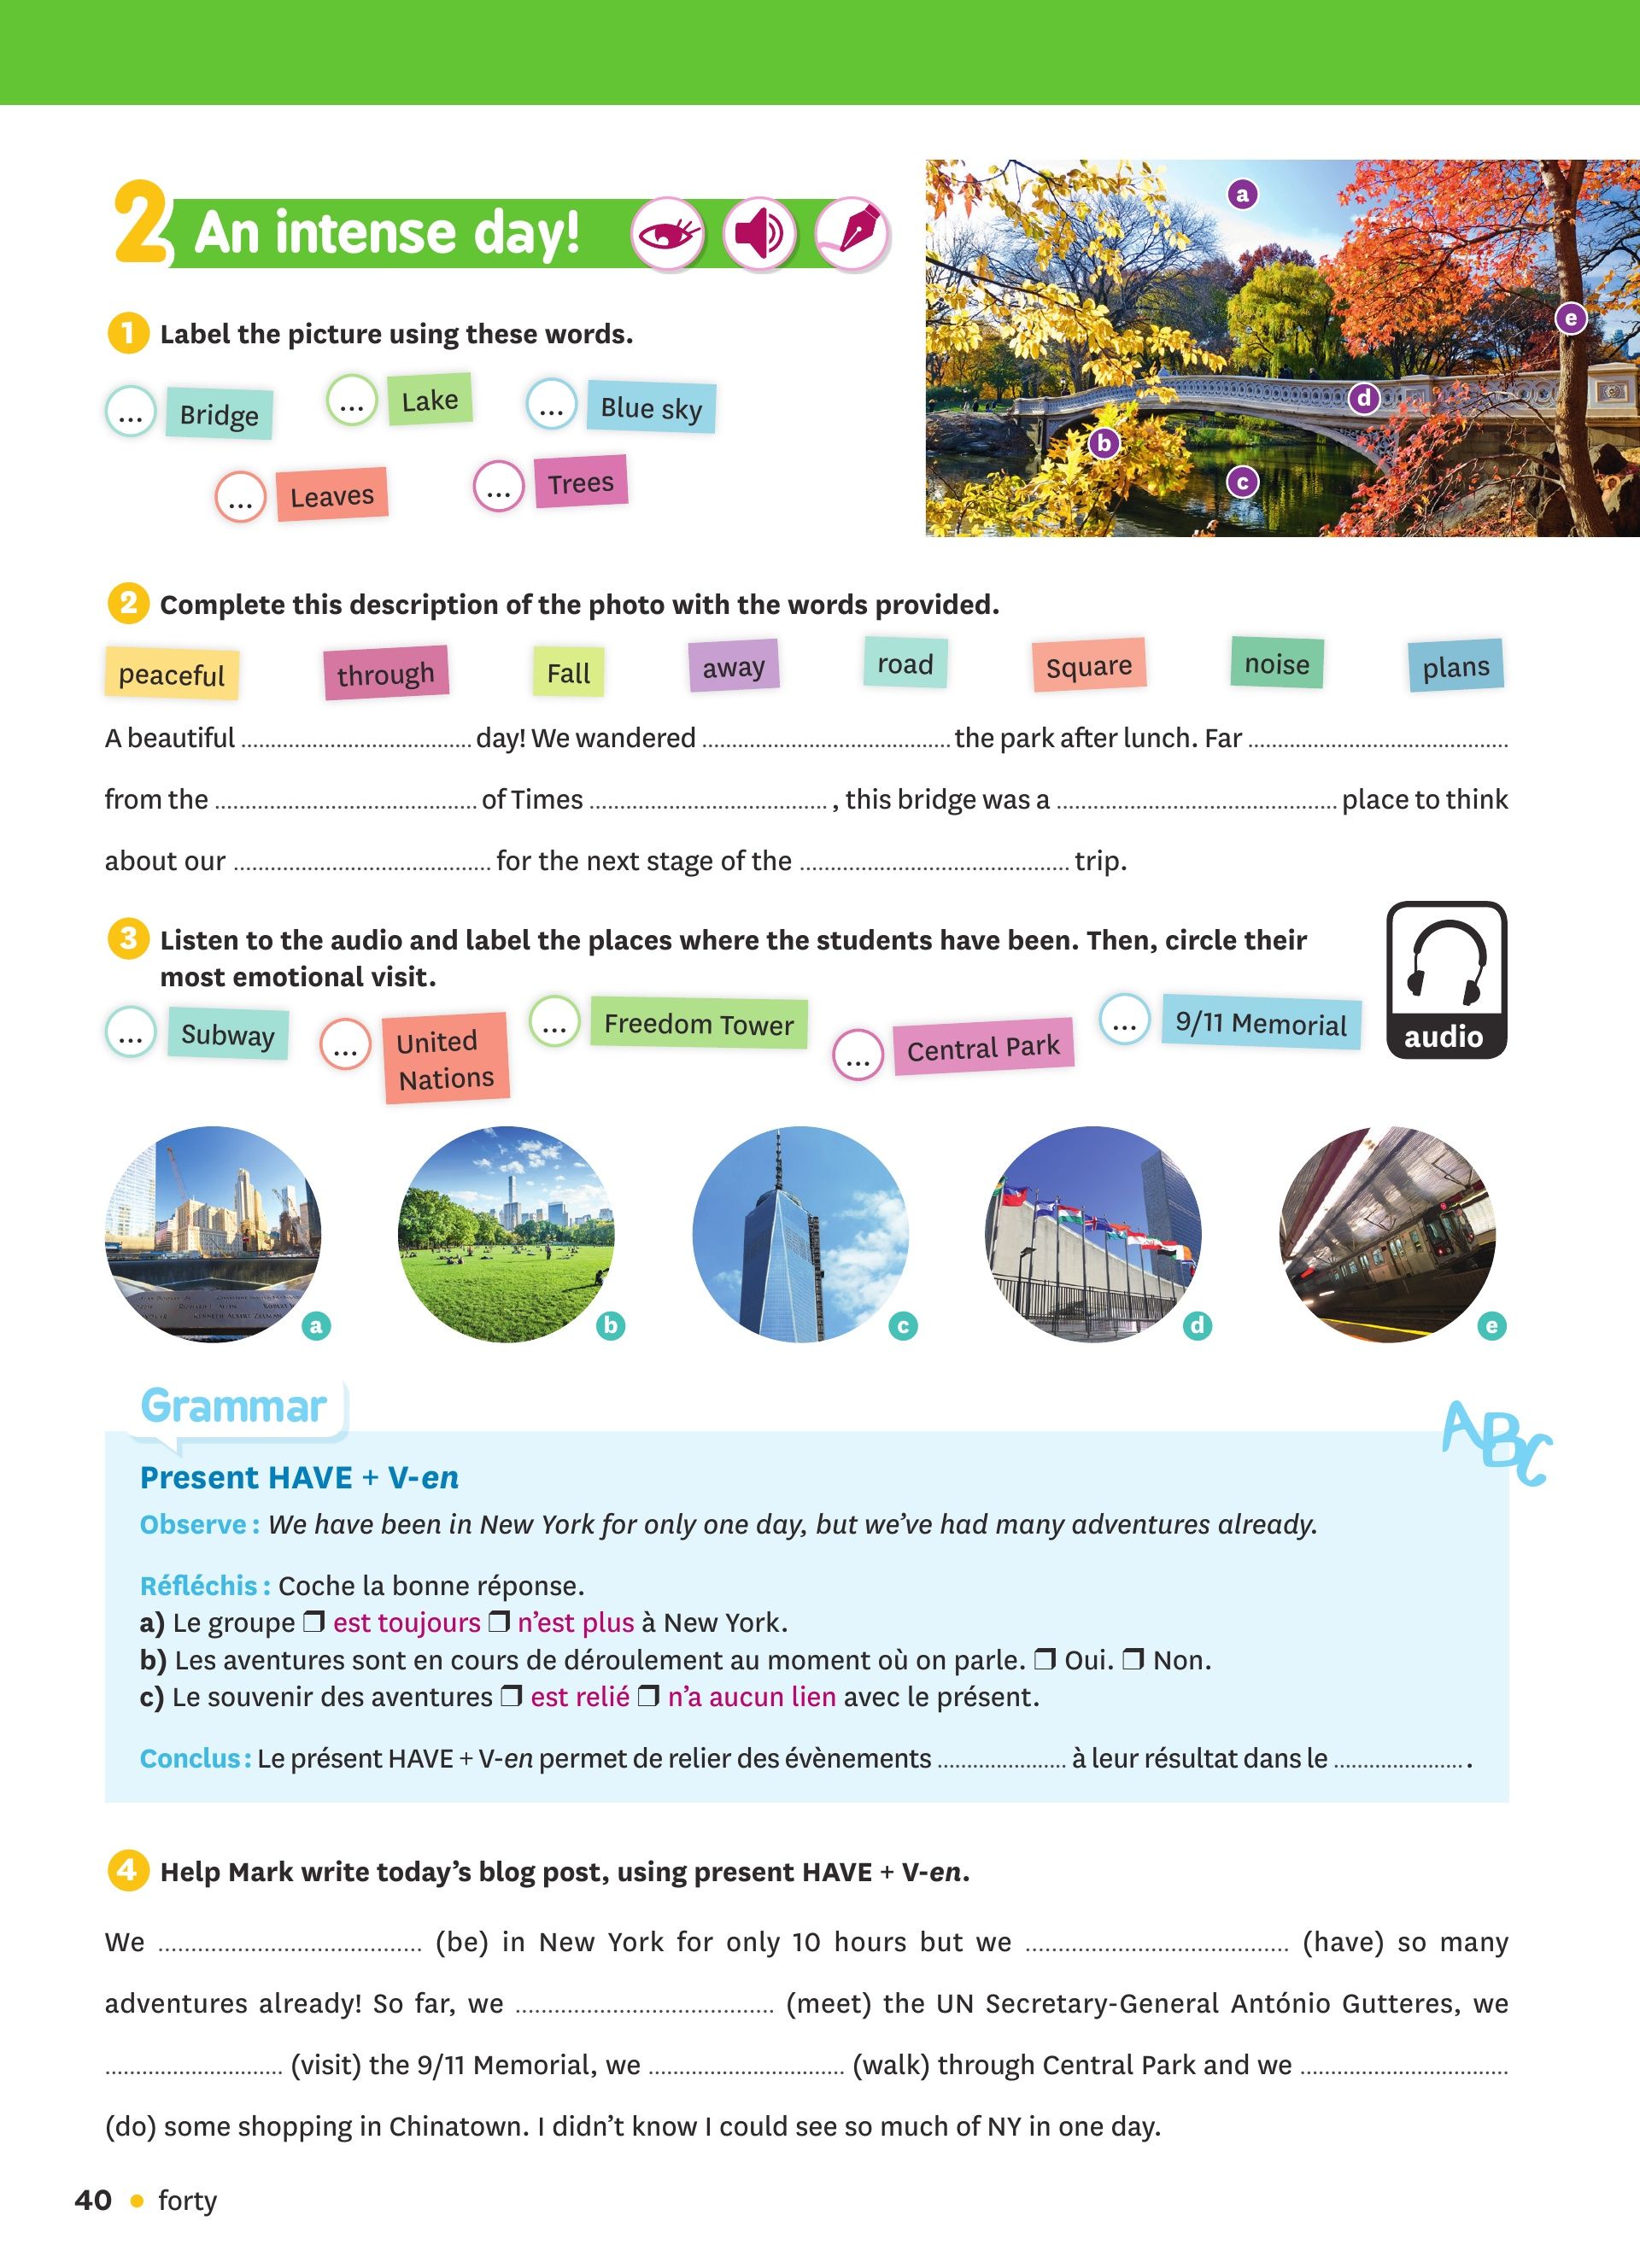 2 An intense day!
a
e
d
b
c
1 Label the picture using these words.
... Bridge ... Lake ... Blue sky
... Leaves ... Trees
2 Complete this description of the photo with the words provided.
peaceful through Fall away road Square noise plans
A beautiful .................... day! We wandered .................... the park after lunch. Far ....................
from the .................... of Times .................... , this bridge was a .................... place to think
about our .................... for the next stage of the .................... trip.
3 Listen to the audio and label the places where the students have been. Then, circle their
most emotional visit.
audio
... Subway ... United
Nations ... Freedom Tower ... Central Park ... 9/11 Memorial
a b c d e
Grammar
ABC
Present HAVE + V-en
Observe : We have been in New York for only one day, but we've had many adventures already.
Réfléchis : Coche la bonne réponse.
a) Le groupe ❐ est toujours ❐ n'est plus à New York.
b) Les aventures sont en cours de déroulement au moment où on parle. ❐ Oui. ❐ Non.
c) Le souvenir des aventures ❐ est relié ❐ n'a aucun lien avec le présent.
Conclus : Le présent HAVE + V-en permet de relier des évènements .................... à leur résultat dans le .................... .
4 Help Mark write today's blog post, using present HAVE + V-en.
We .................... (be) in New York for only 10 hours but we .................... (have) so many
adventures already! So far, we .................... (meet) the UN Secretary-General António Gutteres, we
.................... (visit) the 9/11 Memorial, we .................... (walk) through Central Park and we ....................
(do) some shopping in Chinatown. I didn't know I could see so much of NY in one day.
40 • forty